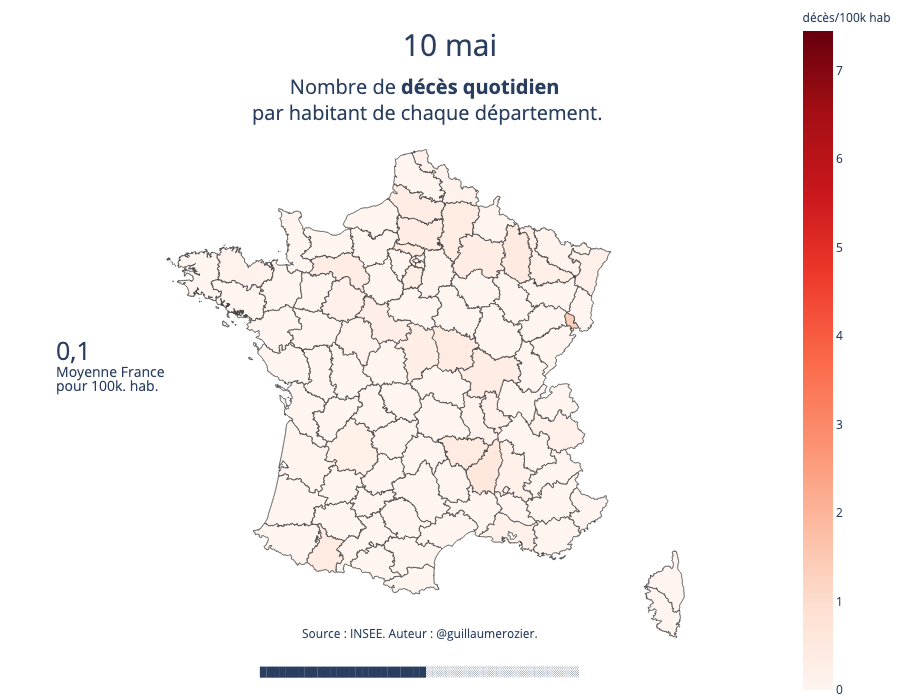 décès/100k hab
10 mai
Nombre de décès quotidien
par habitant de chaque département.
7
6
5
4
3
2
1
0
0,1
Moyenne France
pour 100k. hab.
Source : INSEE. Auteur : @guillaumerozier.